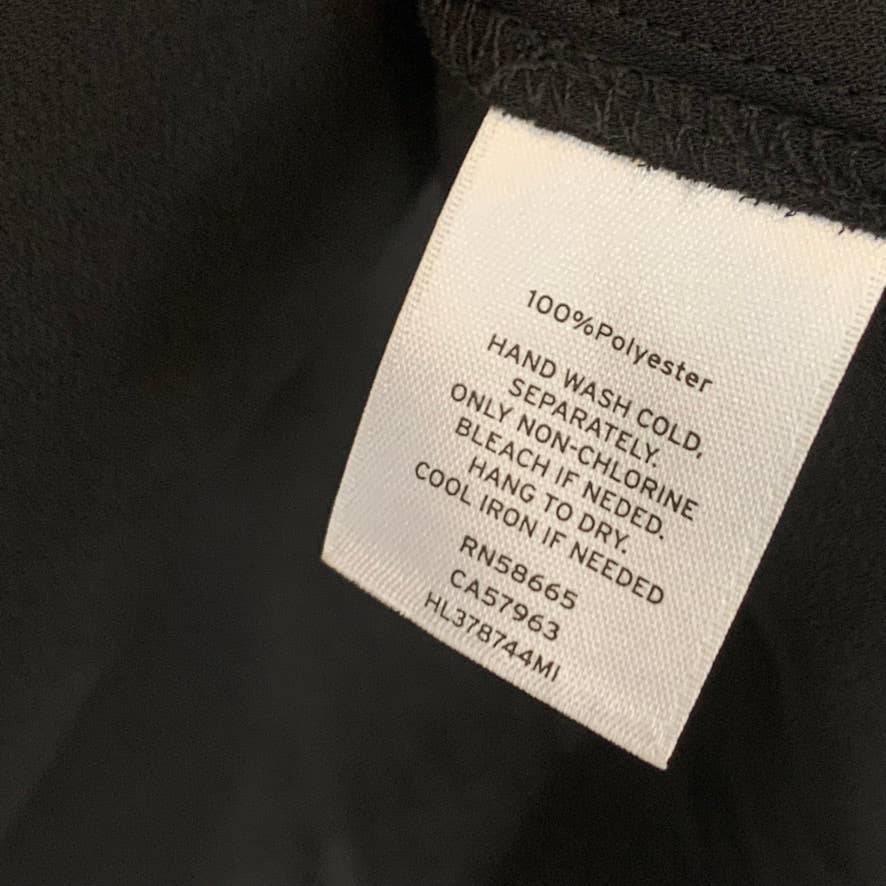 100%Polyester
HAND WASH COLD,
SEPARATELY.
ONLY NON-CHLORINE
BLEACH IF NEDED.
HANG TO DRY.
COOL IRON IF NEEDED
RN58665
CA57963
HL378744MI